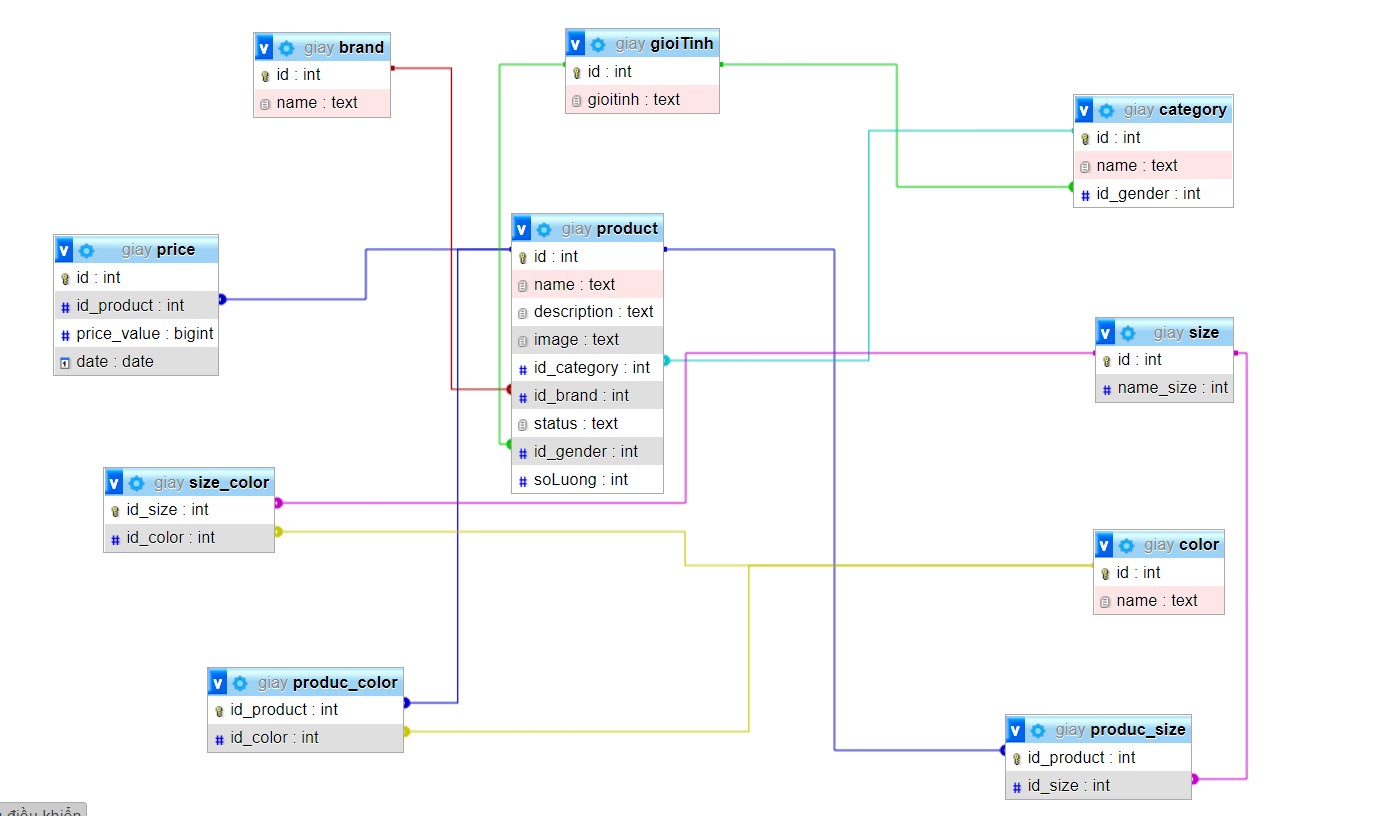 v giay brand
id : int
name : text
v giay gioiTinh
id : int
gioitinh : text
v giay category
id : int
name : text
# id_gender : int
v giay product
id : int
name : text
description : text
image : text
# id_category : int
# id_brand : int
status : text
# id_gender : int
# soLuong : int
v giay price
id : int
# id_product : int
# price_value : bigint
date : date
v giay size
id : int
# name_size : int
v giay size_color
id_size : int
# id_color : int
v giay color
id : int
name : text
v giay produc_color
id_product : int
# id_color : int
v giay produc_size
id_product : int
# id_size : int
điều khiển